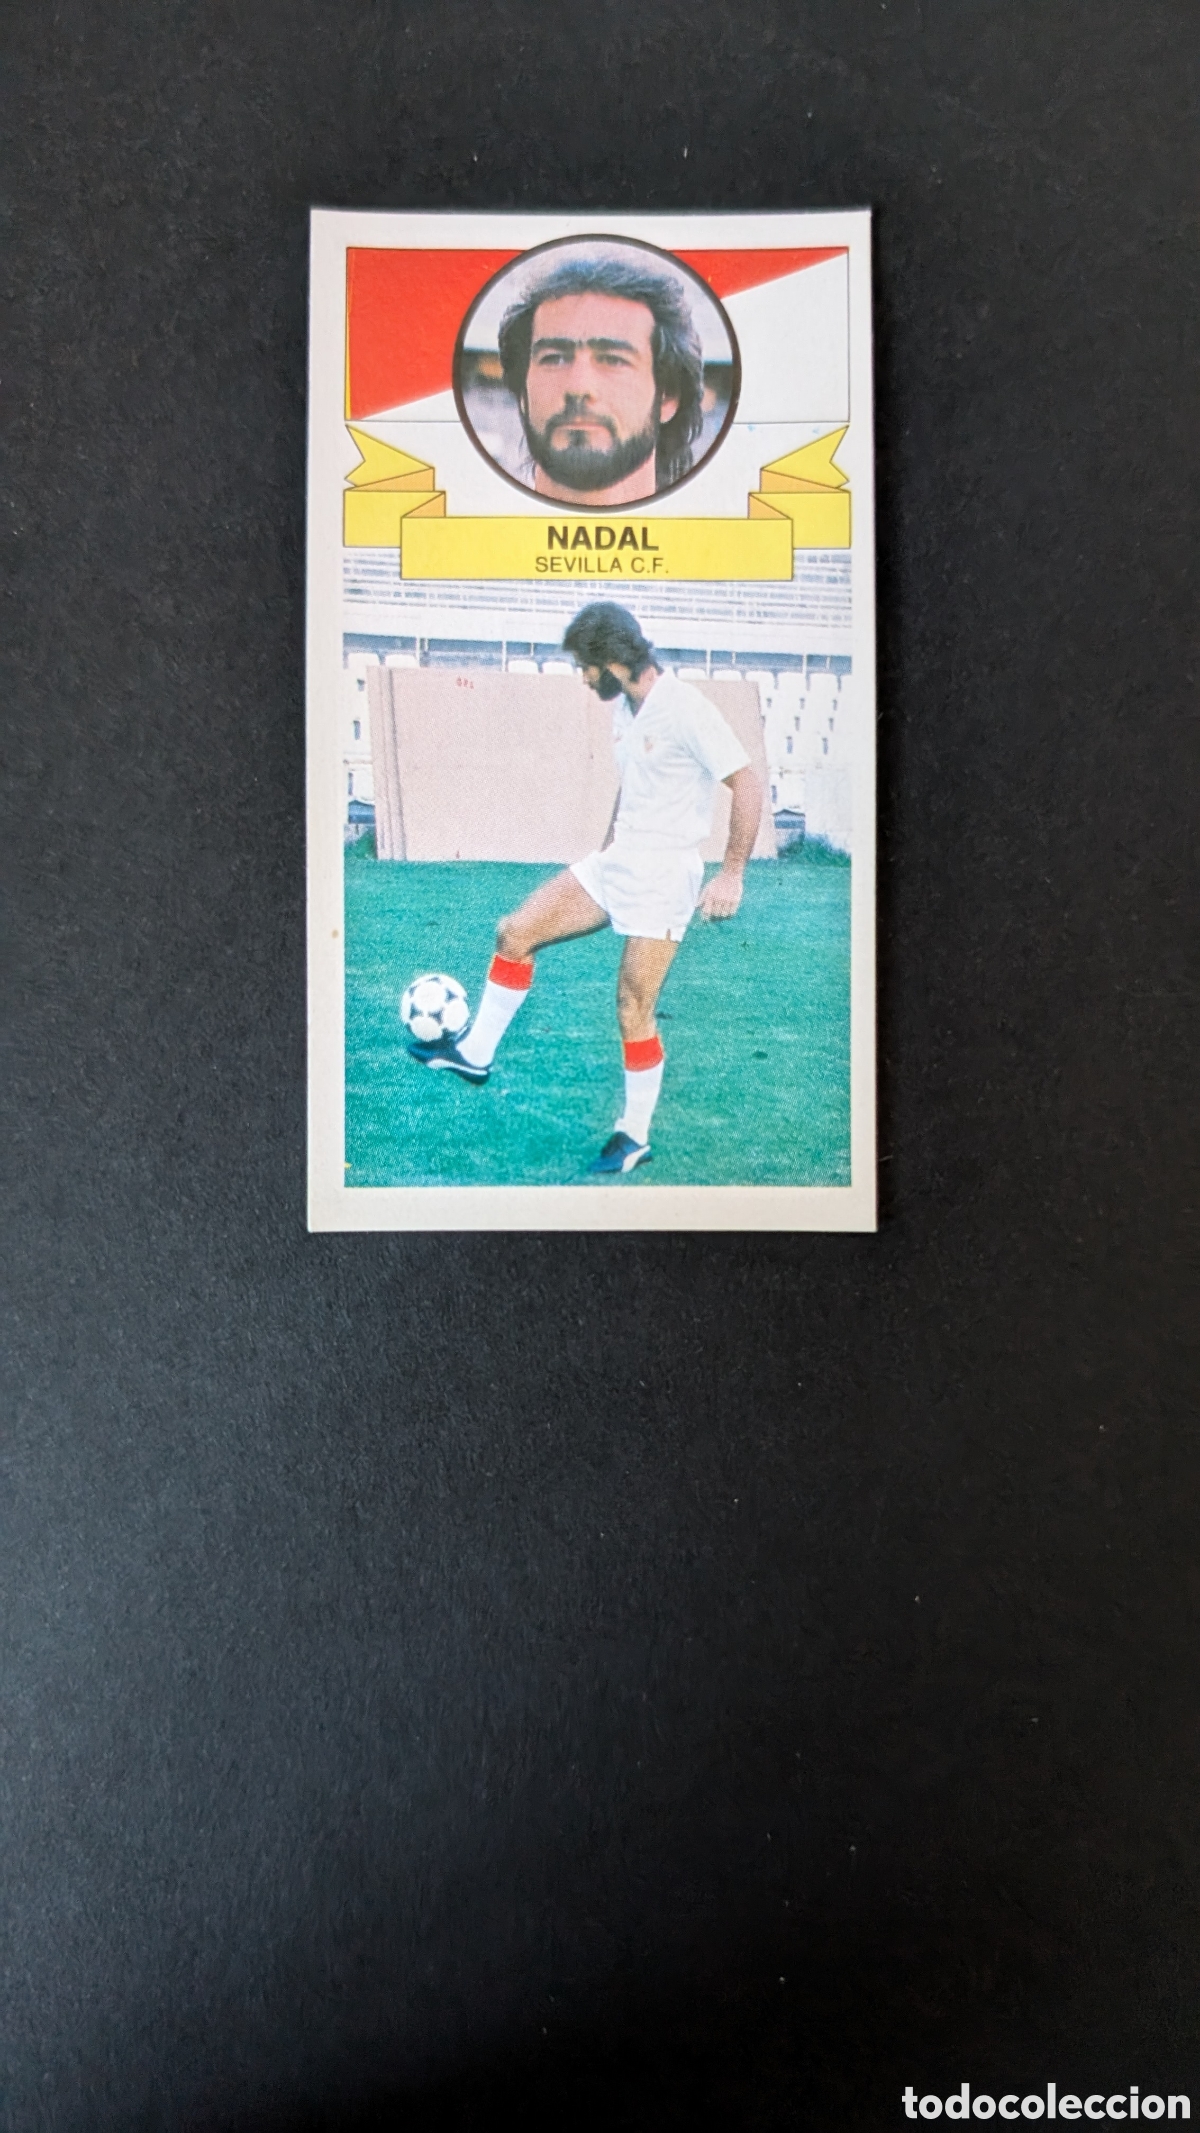 NADAL
SEVILLA C.F.
todocoleccion